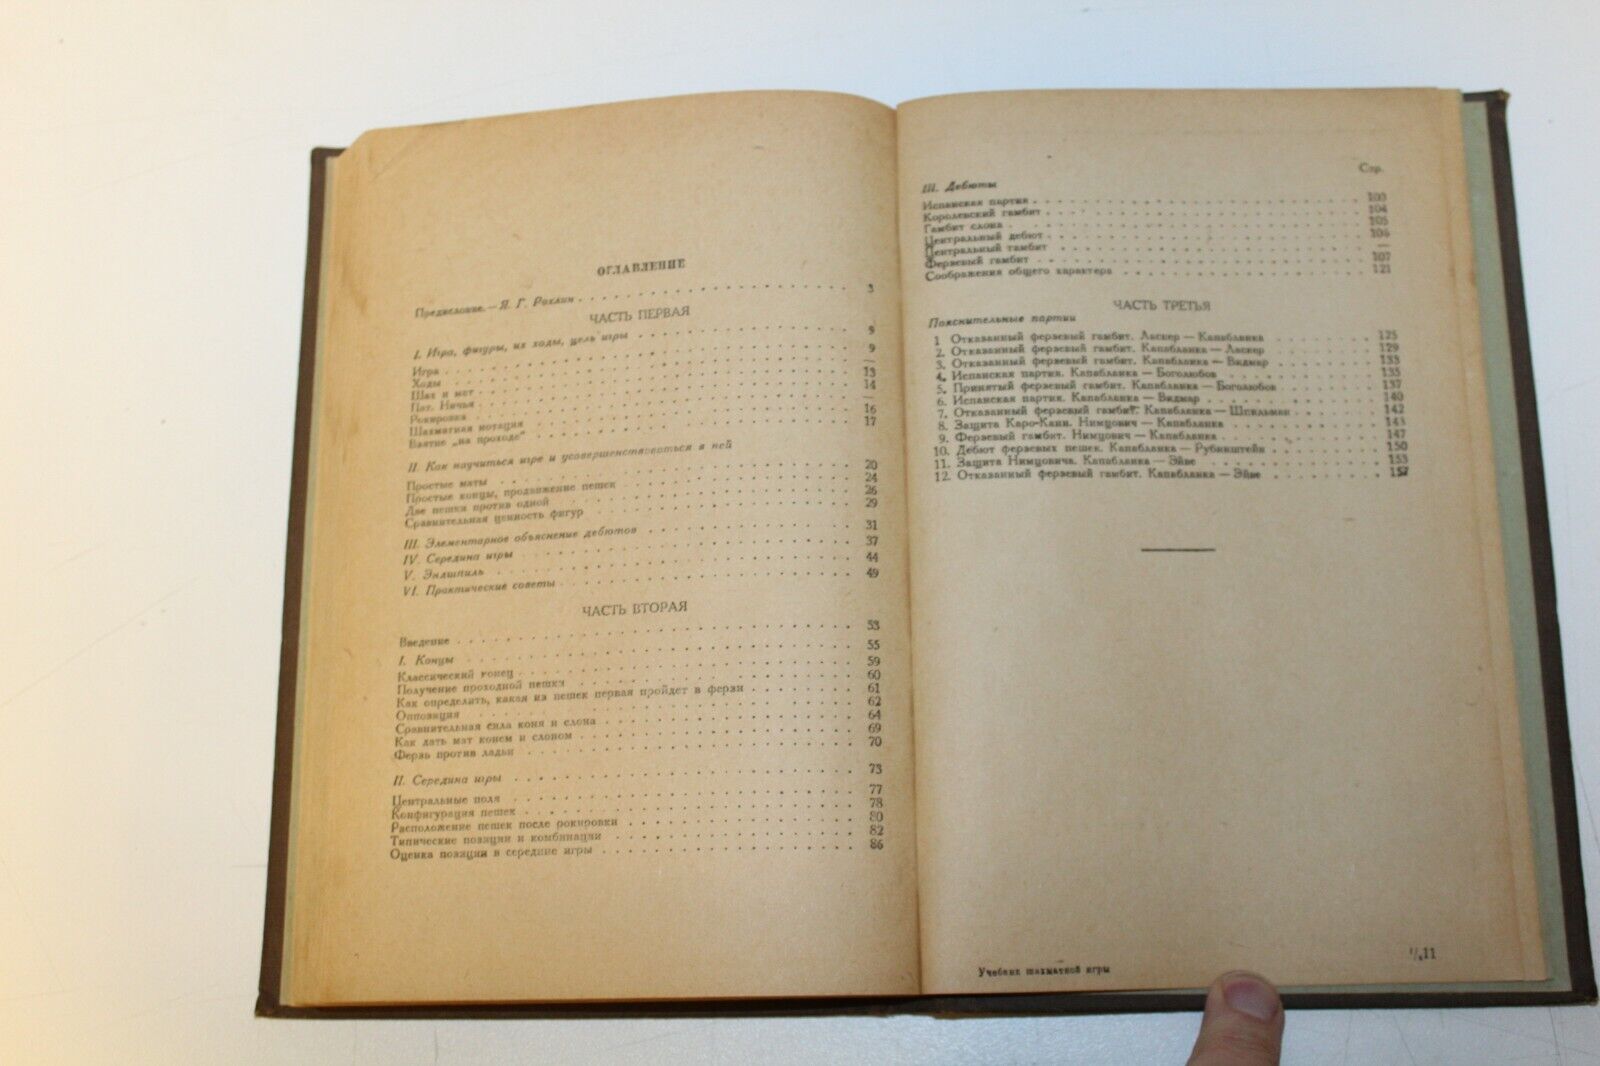 ОГЛАВЛЕНИЕ
Предисловие.—Я. Г. Рохлин 3
ЧАСТЬ ПЕРВАЯ
I. Игра, фигуры, их ходы, цель игры 9
Игра 9
Ходы —
Шах и мат 13
Пат. Ничья 14
Рокировка —
Шахматная нотация 16
Взятие „на проходе“ 17
II. Как научиться игре и усовершенствоваться в ней
Простые маты 20
Простые концы, продвижение пешек 24
Две пешки против одной 26
Сравнительная ценность фигур 29
III. Элементарное объяснение дебютов 31
IV. Середина игры 37
V. Эндшпиль 44
VI. Практические советы 49
ЧАСТЬ ВТОРАЯ
Введение 53
I. Концы 55
Классический конец 59
Получение проходной пешки 60
Как определить, какая из пешек первая пройдет в ферзи 61
Оппозиция 62
Сравнительная сила коня и слона 64
Как дать мат конем и слоном 69
Ферзь против ладьи 70
II. Середина игры 73
Центральные поля 77
Конфигурация пешек 78
Расположение пешек после рокировки 80
Типические позиции и комбинации 82
Оценка позиции в середине игры 86
Стр.
III. Дебюты
Испанская партия 103
Королевский гамбит 104
Гамбит слона 105
Центральный дебют 106
Центральный гамбит —
Ферзевый гамбит 107
Соображения общего характера 121
ЧАСТЬ ТРЕТЬЯ
Пояснительные партии
1 Отказанный ферзевый гамбит. Ласкер — Капабланка 125
2. Отказанный ферзевый гамбит. Капабланка — Ласкер 129
3. Отказанный ферзевый гамбит. Капабланка — Видмар 133
4. Испанская партия. Капабланка — Боголюбов 135
5. Принятый ферзевый гамбит. Капабланка — Боголюбов 137
6. Испанская партия. Капабланка — Видмар 140
7. Отказанный ферзевый гамбит. Капабланка — Шпильман 142
8. Защита Каро-Канн. Нимцович — Капабланка 143
9. Ферзевый гамбит. Нимцович — Капабланка 147
10. Дебют ферзевых пешек. Капабланка — Рубинштейн 150
11. Защита Нимцовича. Капабланка — Эйве 153
12. Отказанный ферзевый гамбит. Капабланка — Эйве
Учебник шахматной игры
11